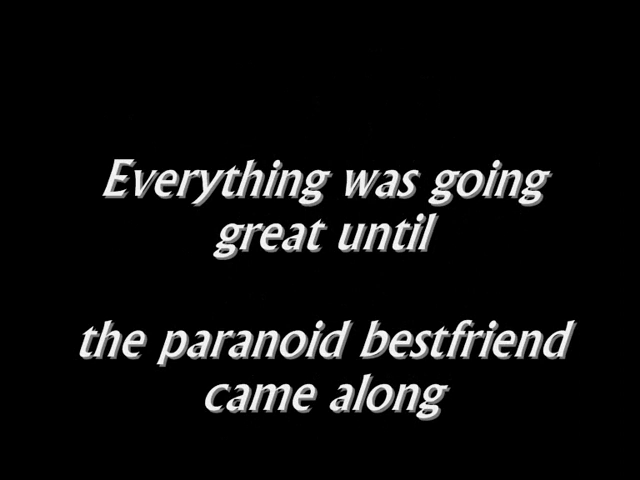 Everything was going
great until
the paranoid bestfriend
came along